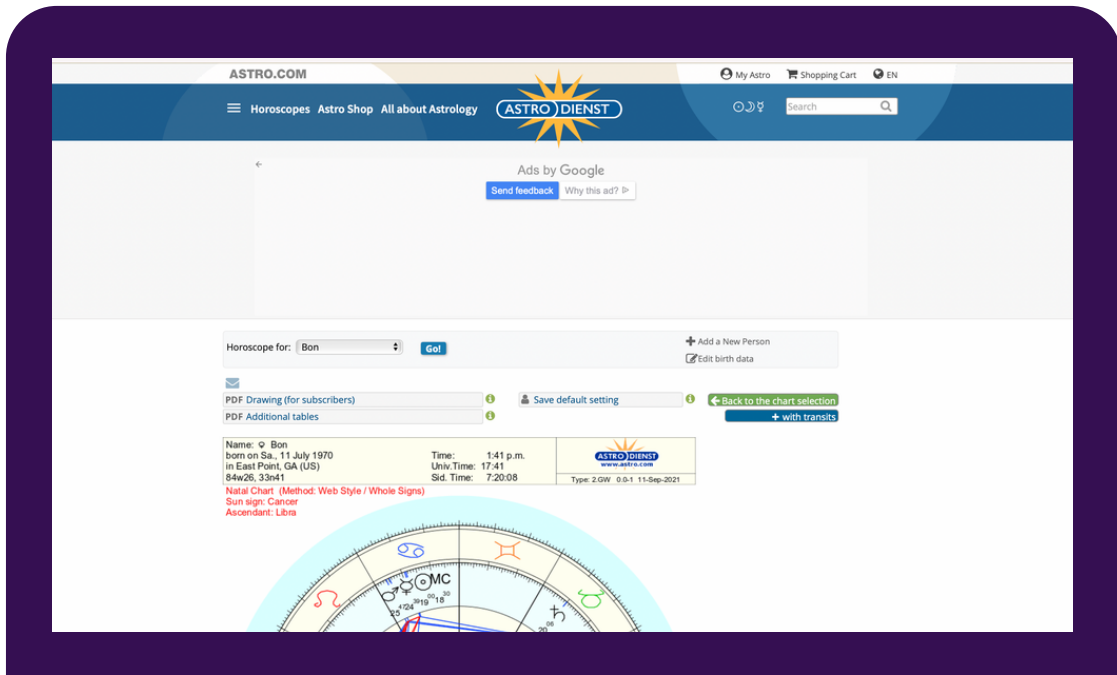 ASTRO.COM
My Astro Shopping Cart EN
Horoscopes Astro Shop All about Astrology
ASTRO DIENST
Search
Ads by Google
Send feedback Why this ad?
Horoscope for: Bon Go!
Add a New Person
Edit birth data
PDF Drawing (for subscribers)
Save default setting
Back to the chart selection
PDF Additional tables
+ with transits
Name: ♀ Bon
born on Sa., 11 July 1970
in East Point, GA (US)
84w26, 33n41
Time: 1:41 p.m.
Univ.Time: 17:41
Sid. Time: 7:20:08
ASTRO DIENST
www.astro.com
Type: 2.GW 0.0-1 11-Sep-2021
Natal Chart (Method: Web Style / Whole Signs)
Sun sign: Cancer
Ascendant: Libra
MC